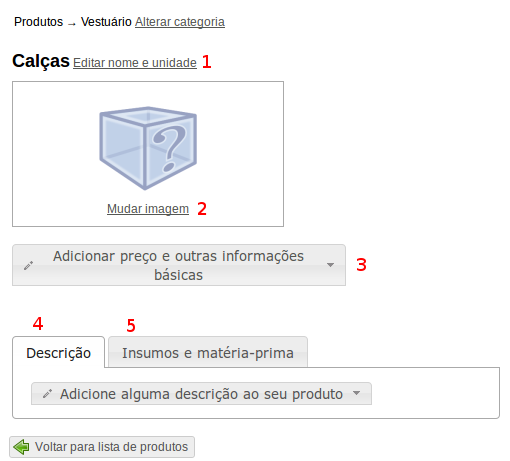 Produtos → Vestuário Alterar categoria
Calças Editar nome e unidade 1
?
Mudar imagem 2
Adicionar preço e outras informações
básicas 3
4 5
Descrição Insumos e matéria-prima
Adicione alguma descrição ao seu produto
Voltar para lista de produtos